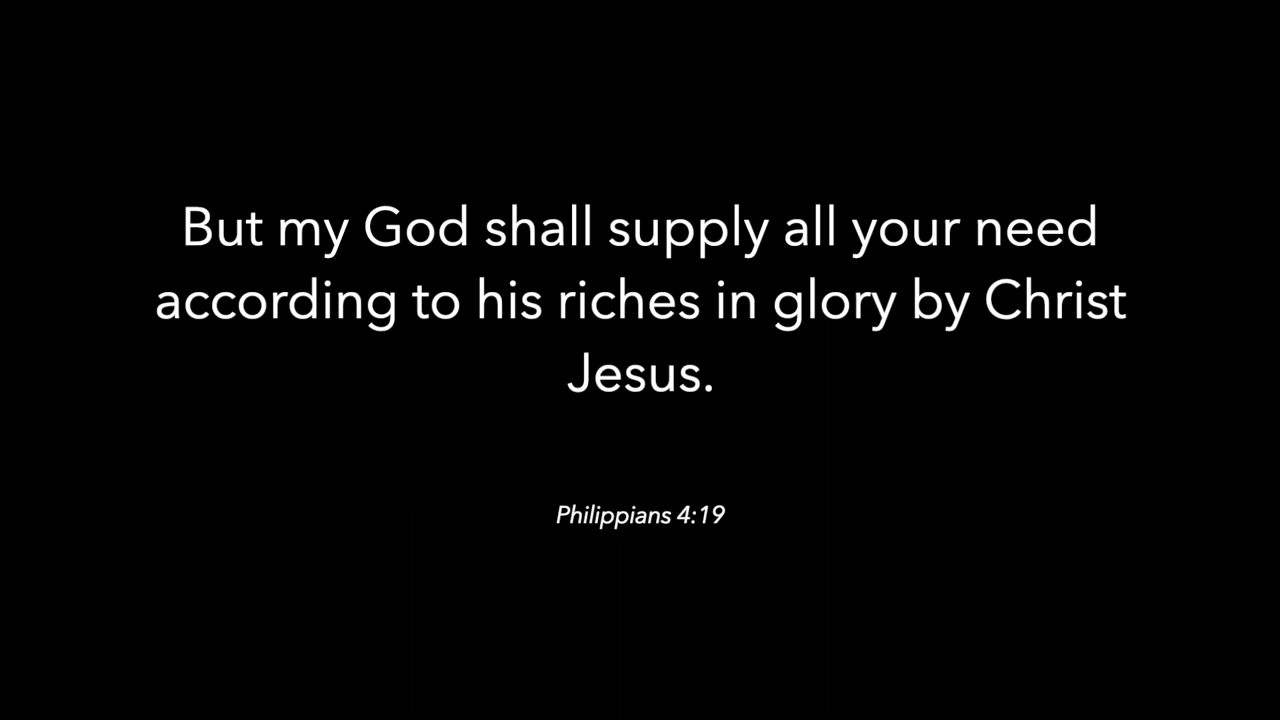 But my God shall supply all your need
according to his riches in glory by Christ
Jesus.
Philippians 4:19